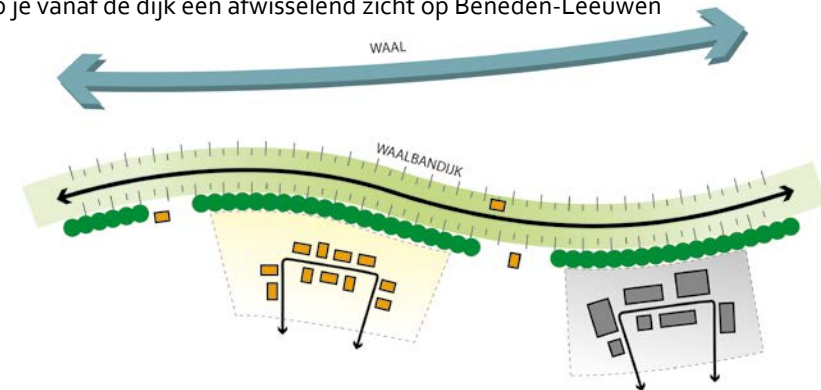 je vanaf de dijk een afwisselend zicht op Beneden-Leeuwen
WAAL
WAALBANDIJK